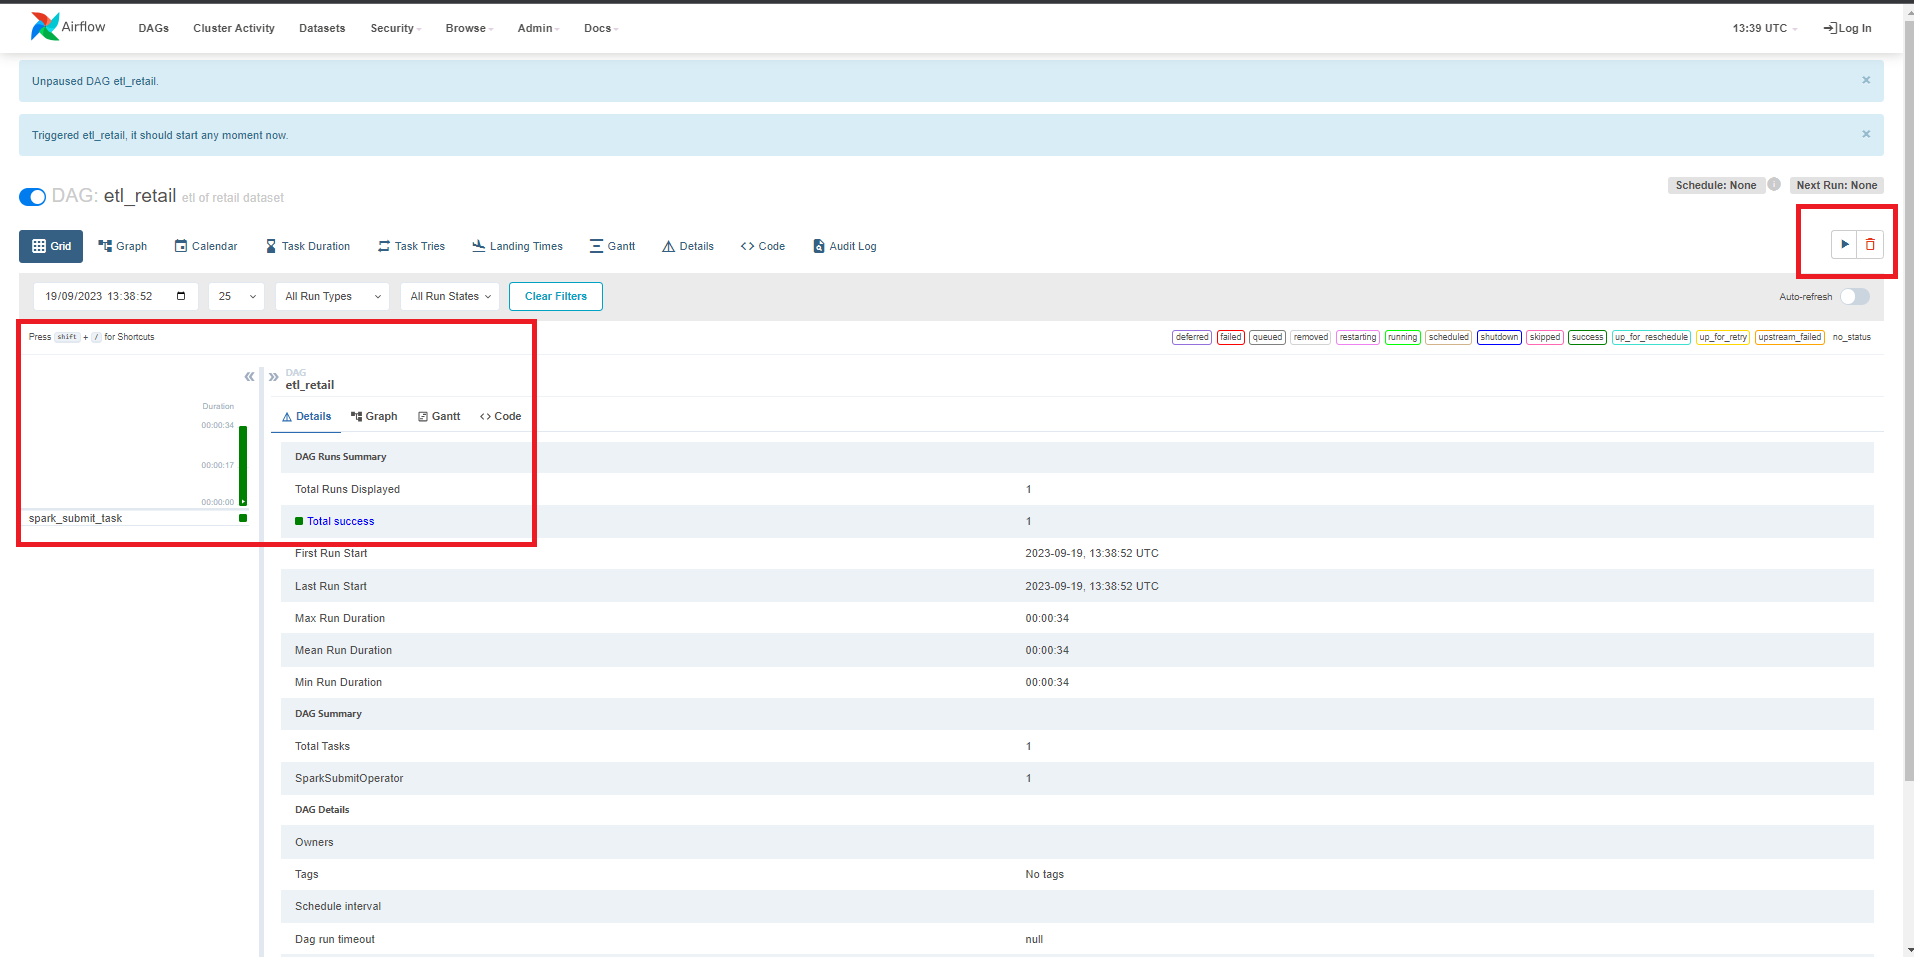 Airflow DAGs Cluster Activity Datasets Security Browse Admin Docs 13:39 UTC Log In
Unpaused DAG etl_retail. ×
Triggered etl_retail, it should start any moment now. ×
DAG: etl_retail etl of retail dataset
Schedule: None i Next Run: None
Grid Graph Calendar Task Duration Task Tries Landing Times Gantt Details Code Audit Log
19/09/2023 13:38:52 25 All Run Types All Run States Clear Filters Auto-refresh
Press shift + / for Shortcuts
deferred failed queued removed restarting running scheduled shutdown skipped success up_for_reschedule up_for_retry upstream_failed no_status
Duration
00:00:34
00:00:17
00:00:00
spark_submit_task
DAG
etl_retail
Details Graph Gantt Code
DAG Runs Summary
Total Runs Displayed 1
Total success 1
First Run Start 2023-09-19, 13:38:52 UTC
Last Run Start 2023-09-19, 13:38:52 UTC
Max Run Duration 00:00:34
Mean Run Duration 00:00:34
Min Run Duration 00:00:34
DAG Summary
Total Tasks 1
SparkSubmitOperator 1
DAG Details
Owners
Tags No tags
Schedule interval
Dag run timeout null